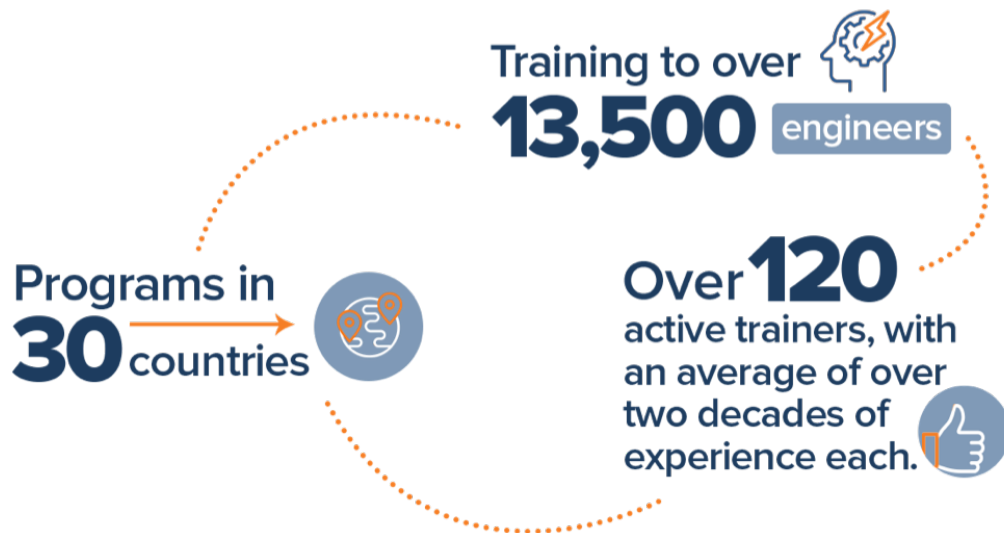 Training to over
13,500 engineers
Programs in
30 countries
Over 120
active trainers, with
an average of over
two decades of
experience each.